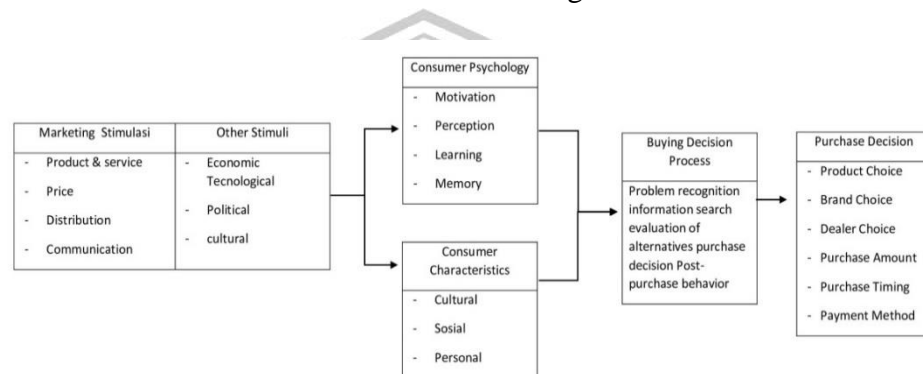 Marketing Stimulasi
- Product & service
- Price
- Distribution
- Communication
Other Stimuli
- Economic
Tecnological
- Political
- cultural
Consumer Psychology
- Motivation
- Perception
- Learning
- Memory
Consumer
Characteristics
- Cultural
- Sosial
- Personal
Buying Decision
Process
Problem recognition
information search
evaluation of
alternatives purchase
decision Post-
purchase behavior
Purchase Decision
- Product Choice
- Brand Choice
- Dealer Choice
- Purchase Amount
- Purchase Timing
- Payment Method